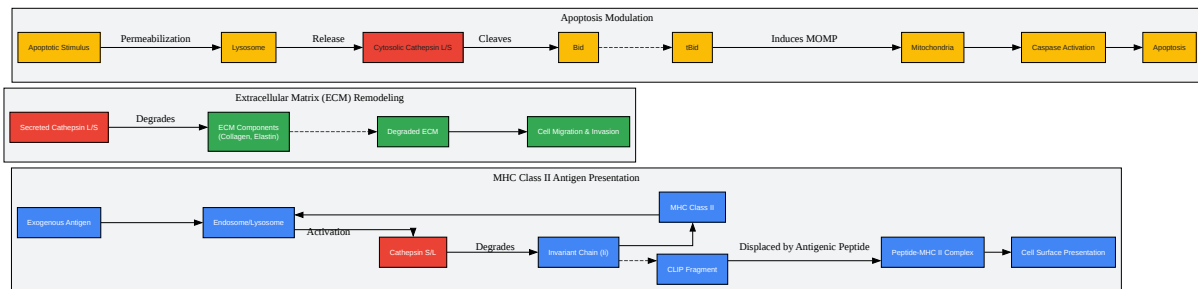 Apoptosis Modulation
Apoptotic Stimulus
Permeabilization
Lysosome
Release
Cytosolic Cathepsin L/S
Cleaves
Bid
tBid
Induces MOMP
Mitochondria
Caspase Activation
Apoptosis
Extracellular Matrix (ECM) Remodeling
Secreted Cathepsin L/S
Degrades
ECM Components
(Collagen, Elastin)
Degraded ECM
Cell Migration & Invasion
MHC Class II Antigen Presentation
Exogenous Antigen
Endosome/Lysosome
Activation
Cathepsin S/L
Degrades
Invariant Chain (Ii)
MHC Class II
CLIP Fragment
Displaced by Antigenic Peptide
Peptide-MHC II Complex
Cell Surface Presentation